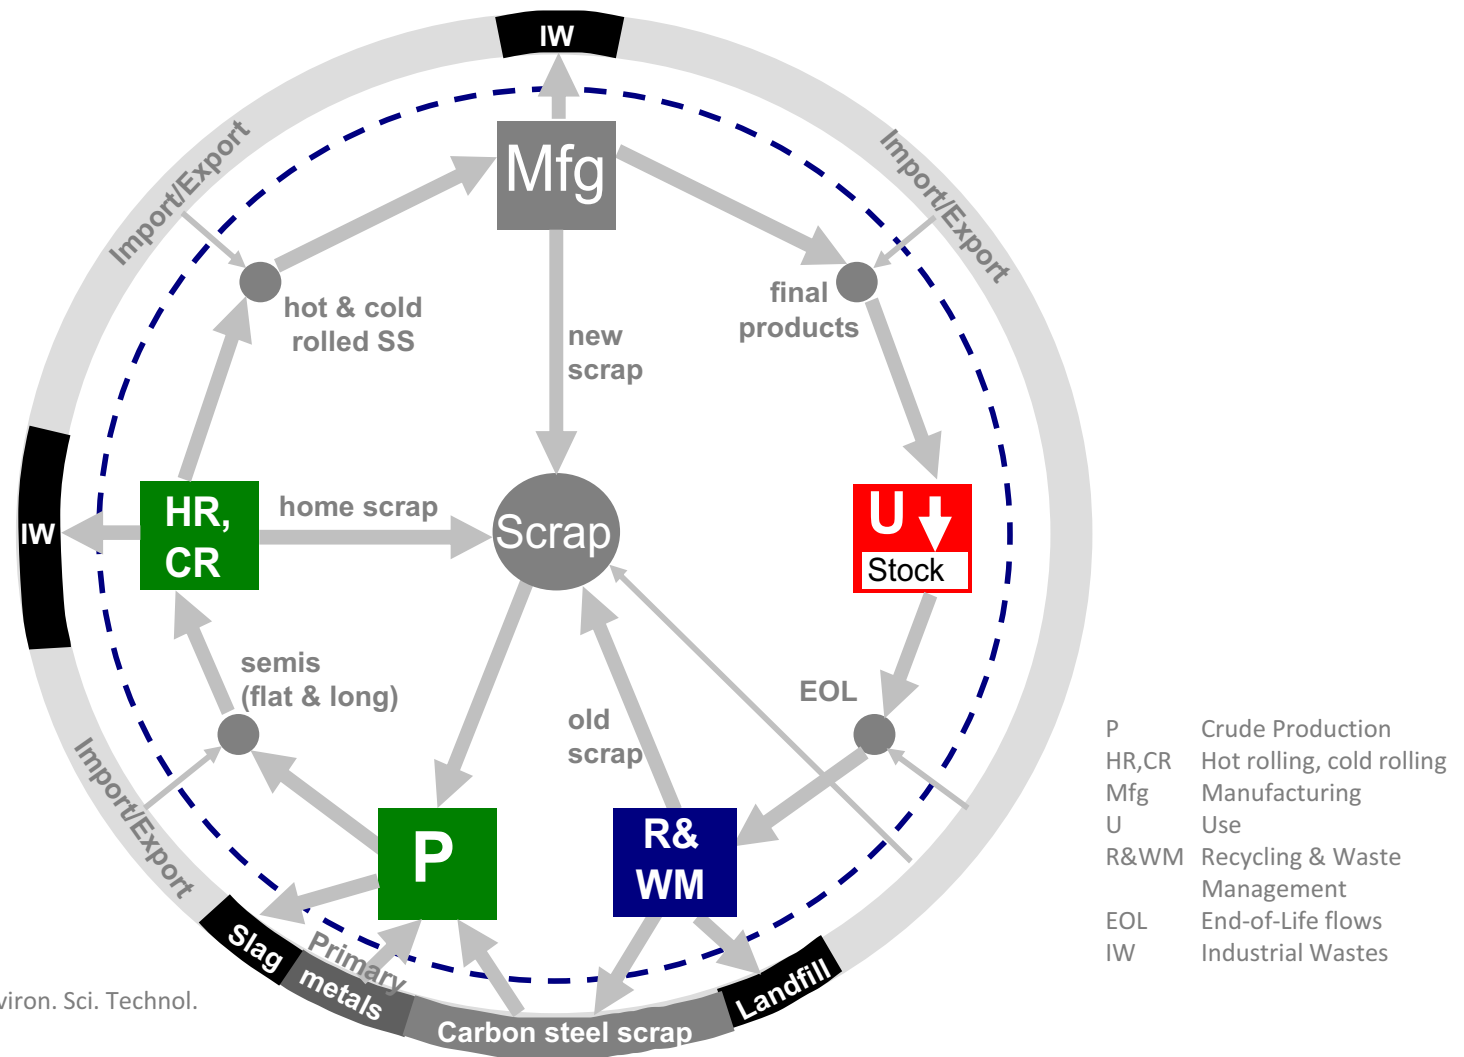 IW
Mfg
Import/Export
Import/Export
hot & cold
rolled SS
final
products
new
scrap
HR,
CR
home scrap
Scrap
U
Stock
IW
semis
(flat & long)
EOL
old
scrap
Import/Export
P
R&
WM
Slag
Primary
metals
Carbon steel scrap
Landfill
P Crude Production
HR,CR Hot rolling, cold rolling
Mfg Manufacturing
U Use
R&WM Recycling & Waste
Management
EOL End-of-Life flows
IW Industrial Wastes
viron. Sci. Technol.